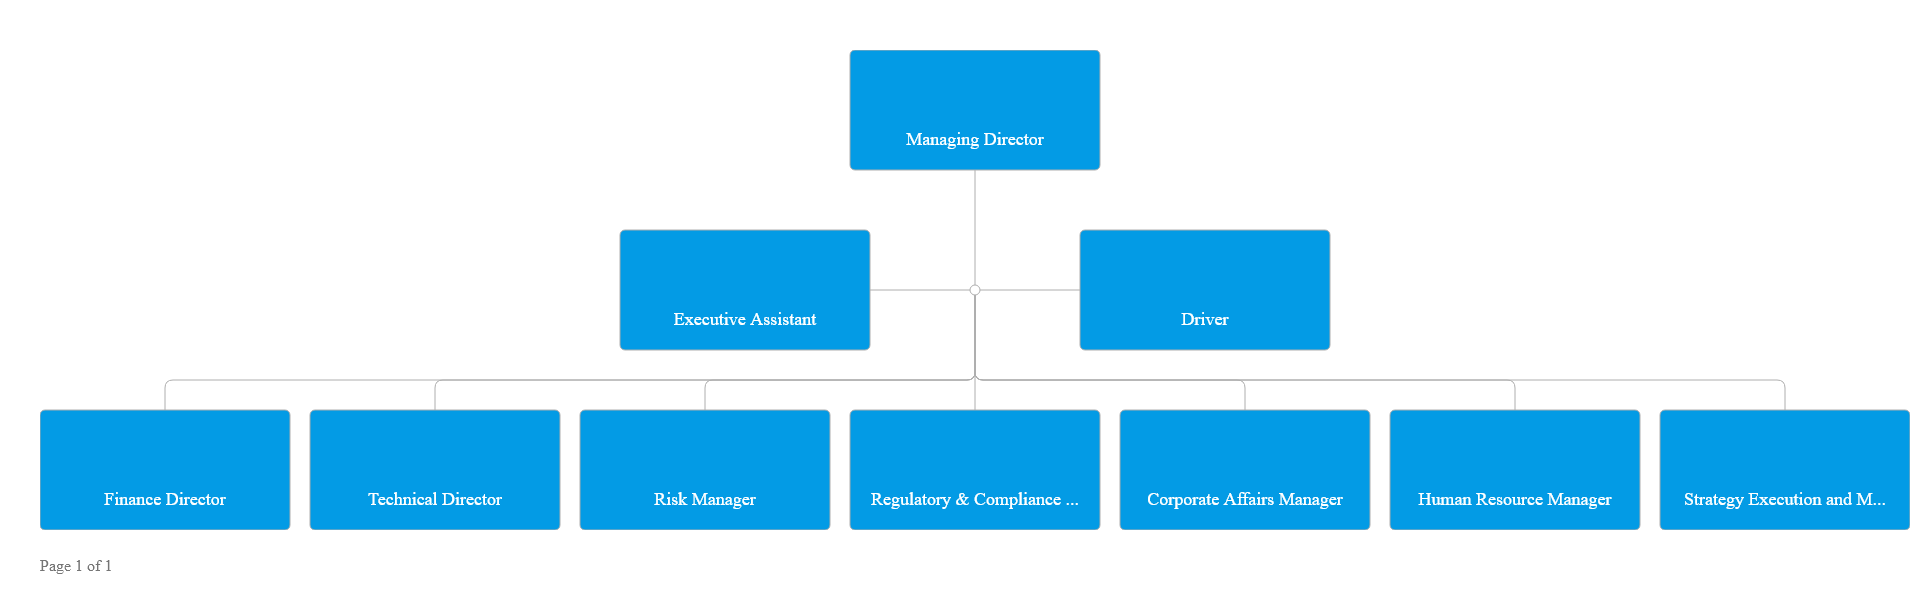 Managing Director
Executive Assistant
Driver
Finance Director
Technical Director
Risk Manager
Regulatory & Compliance ...
Corporate Affairs Manager
Human Resource Manager
Strategy Execution and M...
Page 1 of 1